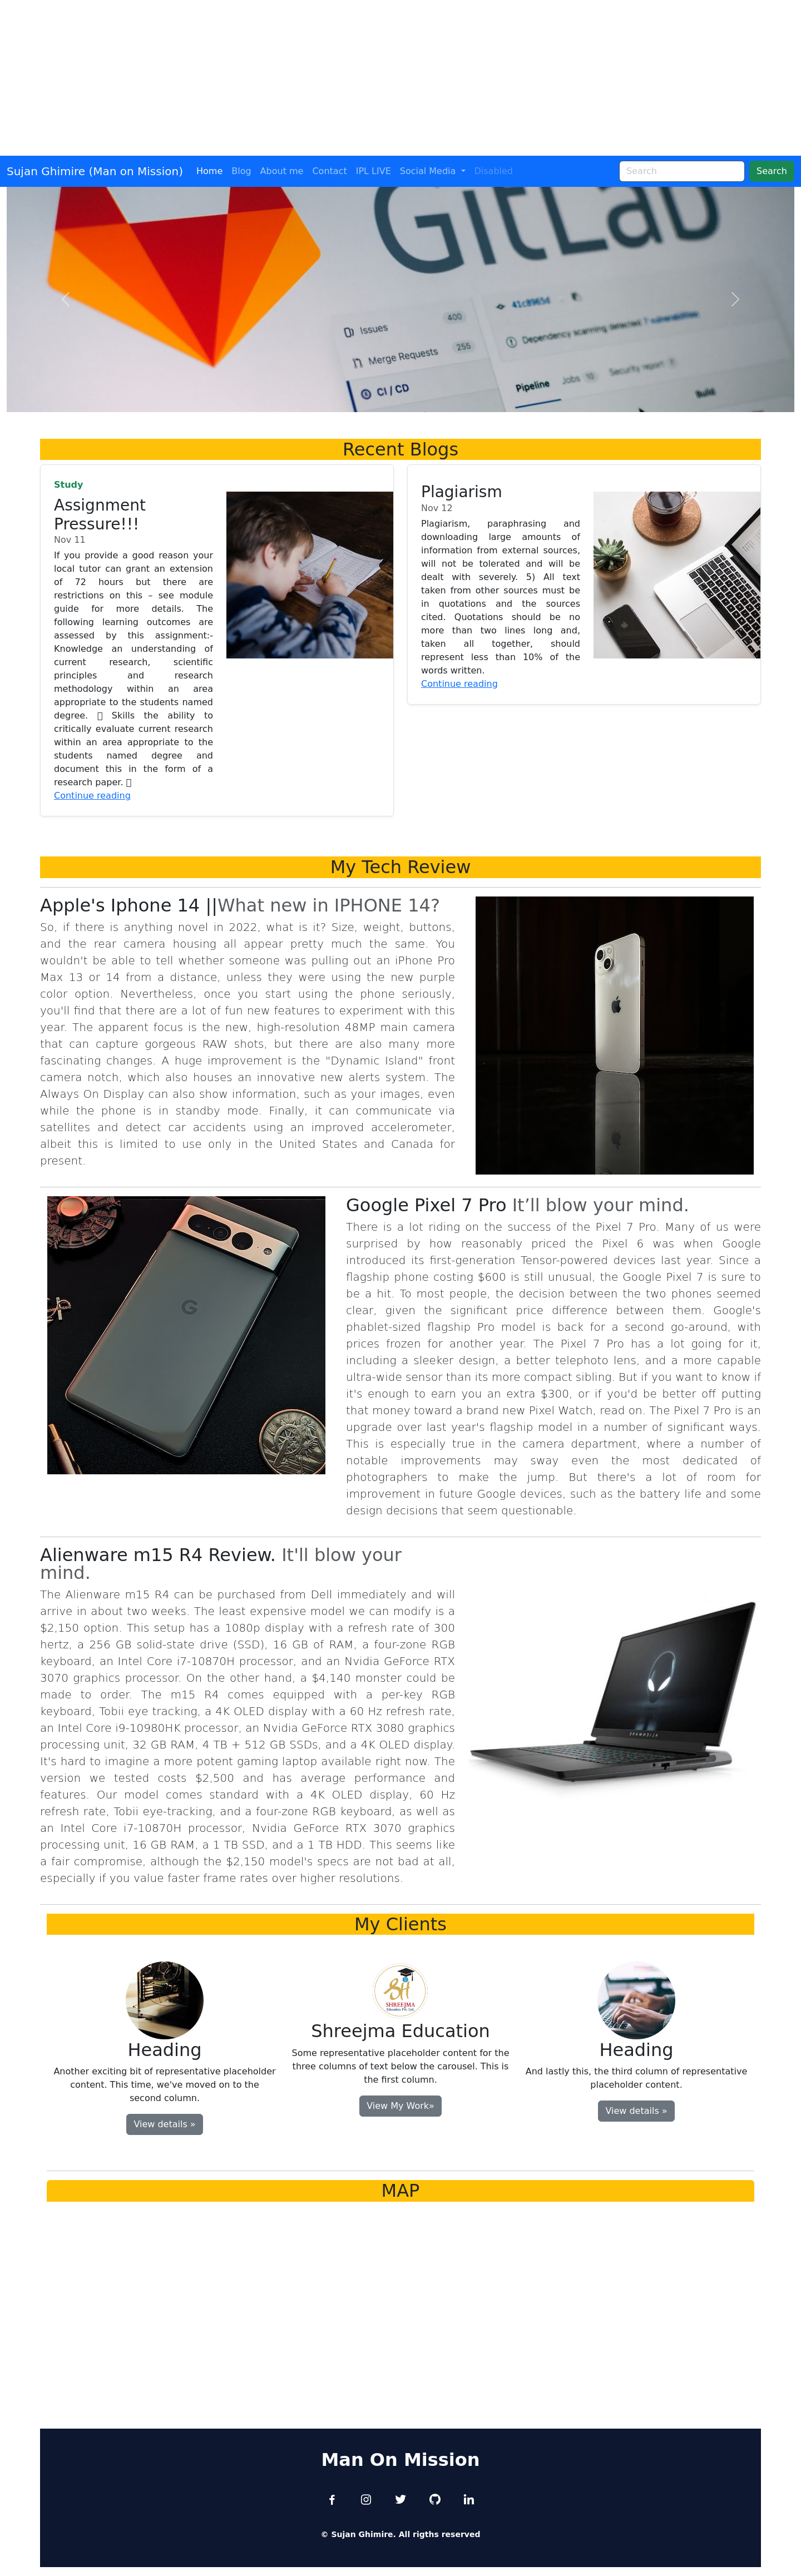 Sujan Ghimire (Man on Mission) Home Blog About me Contact IPL LIVE Social Media Disabled Search Search
GitLab
41c8965d
Issues 400
Dependency scanning detected 7 vulnerabilities
Merge Requests 255
CI / CD
Pipeline Jobs Security report
Build
Recent Blogs
Study
Assignment
Pressure!!!
Nov 11
If you provide a good reason your
local tutor can grant an extension
of 72 hours but there are
restrictions on this – see module
guide for more details. The
following learning outcomes are
assessed by this assignment:-
Knowledge an understanding of
current research, scientific
principles and research
methodology within an area
appropriate to the students named
degree.  Skills the ability to
critically evaluate current research
within an area appropriate to the
students named degree and
document this in the form of a
research paper. 
Continue reading
Plagiarism
Nov 12
Plagiarism, paraphrasing and
downloading large amounts of
information from external sources,
will not be tolerated and will be
dealt with severely. 5) All text
taken from other sources must be
in quotations and the sources
cited. Quotations should be no
more than two lines long and,
taken all together, should
represent less than 10% of the
words written.
Continue reading
My Tech Review
Apple's Iphone 14 ||What new in IPHONE 14?
So, if there is anything novel in 2022, what is it? Size, weight, buttons,
and the rear camera housing all appear pretty much the same. You
wouldn't be able to tell whether someone was pulling out an iPhone Pro
Max 13 or 14 from a distance, unless they were using the new purple
color option. Nevertheless, once you start using the phone seriously,
you'll find that there are a lot of fun new features to experiment with this
year. The apparent focus is the new, high-resolution 48MP main camera
that can capture gorgeous RAW shots, but there are also many more
fascinating changes. A huge improvement is the "Dynamic Island" front
camera notch, which also houses an innovative new alerts system. The
Always On Display can also show information, such as your images, even
while the phone is in standby mode. Finally, it can communicate via
satellites and detect car accidents using an improved accelerometer,
albeit this is limited to use only in the United States and Canada for
present.
Google Pixel 7 Pro It’ll blow your mind.
There is a lot riding on the success of the Pixel 7 Pro. Many of us were
surprised by how reasonably priced the Pixel 6 was when Google
introduced its first-generation Tensor-powered devices last year. Since a
flagship phone costing $600 is still unusual, the Google Pixel 7 is sure to
be a hit. To most people, the decision between the two phones seemed
clear, given the significant price difference between them. Google's
phablet-sized flagship Pro model is back for a second go-around, with
prices frozen for another year. The Pixel 7 Pro has a lot going for it,
including a sleeker design, a better telephoto lens, and a more capable
ultra-wide sensor than its more compact sibling. But if you want to know if
it's enough to earn you an extra $300, or if you'd be better off putting
that money toward a brand new Pixel Watch, read on. The Pixel 7 Pro is an
upgrade over last year's flagship model in a number of significant ways.
This is especially true in the camera department, where a number of
notable improvements may sway even the most dedicated of
photographers to make the jump. But there's a lot of room for
improvement in future Google devices, such as the battery life and some
design decisions that seem questionable.
Alienware m15 R4 Review. It'll blow your
mind.
The Alienware m15 R4 can be purchased from Dell immediately and will
arrive in about two weeks. The least expensive model we can modify is a
$2,150 option. This setup has a 1080p display with a refresh rate of 300
hertz, a 256 GB solid-state drive (SSD), 16 GB of RAM, a four-zone RGB
keyboard, an Intel Core i7-10870H processor, and an Nvidia GeForce RTX
3070 graphics processor. On the other hand, a $4,140 monster could be
made to order. The m15 R4 comes equipped with a per-key RGB
keyboard, Tobii eye tracking, a 4K OLED display with a 60 Hz refresh rate,
an Intel Core i9-10980HK processor, an Nvidia GeForce RTX 3080 graphics
processing unit, 32 GB RAM, 4 TB + 512 GB SSDs, and a 4K OLED display.
It's hard to imagine a more potent gaming laptop available right now. The
version we tested costs $2,500 and has average performance and
features. Our model comes standard with a 4K OLED display, 60 Hz
refresh rate, Tobii eye-tracking, and a four-zone RGB keyboard, as well as
an Intel Core i7-10870H processor, Nvidia GeForce RTX 3070 graphics
processing unit, 16 GB RAM, a 1 TB SSD, and a 1 TB HDD. This seems like
a fair compromise, although the $2,150 model's specs are not bad at all,
especially if you value faster frame rates over higher resolutions.
My Clients
Heading
Another exciting bit of representative placeholder
content. This time, we've moved on to the
second column.
View details »
SHREEJMA
Shreejma Education
Some representative placeholder content for the
three columns of text below the carousel. This is
the first column.
View My Work»
Heading
And lastly this, the third column of representative
placeholder content.
View details »
MAP
Man On Mission
© Sujan Ghimire. All rigths reserved